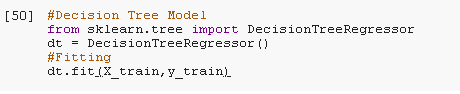 [50] #Decision Tree Model
from sklearn.tree import DecisionTreeRegressor
dt = DecisionTreeRegressor()
#Fitting
dt.fit(X_train,y_train)